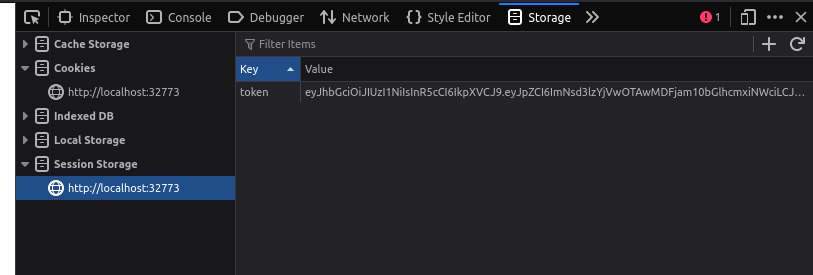 Inspector Console Debugger Network Style Editor Storage 1
Cache Storage
Filter Items
Cookies
Key Value
http://localhost:32773
token eyJhbGciOiJIUzI1NiIsInR5cCI6IkpXVCJ9.eyJpZCI6ImNsd3lzYjVwOTAwMDFjam10bGlhcmxiNWciLCJ…
Indexed DB
Local Storage
Session Storage
http://localhost:32773